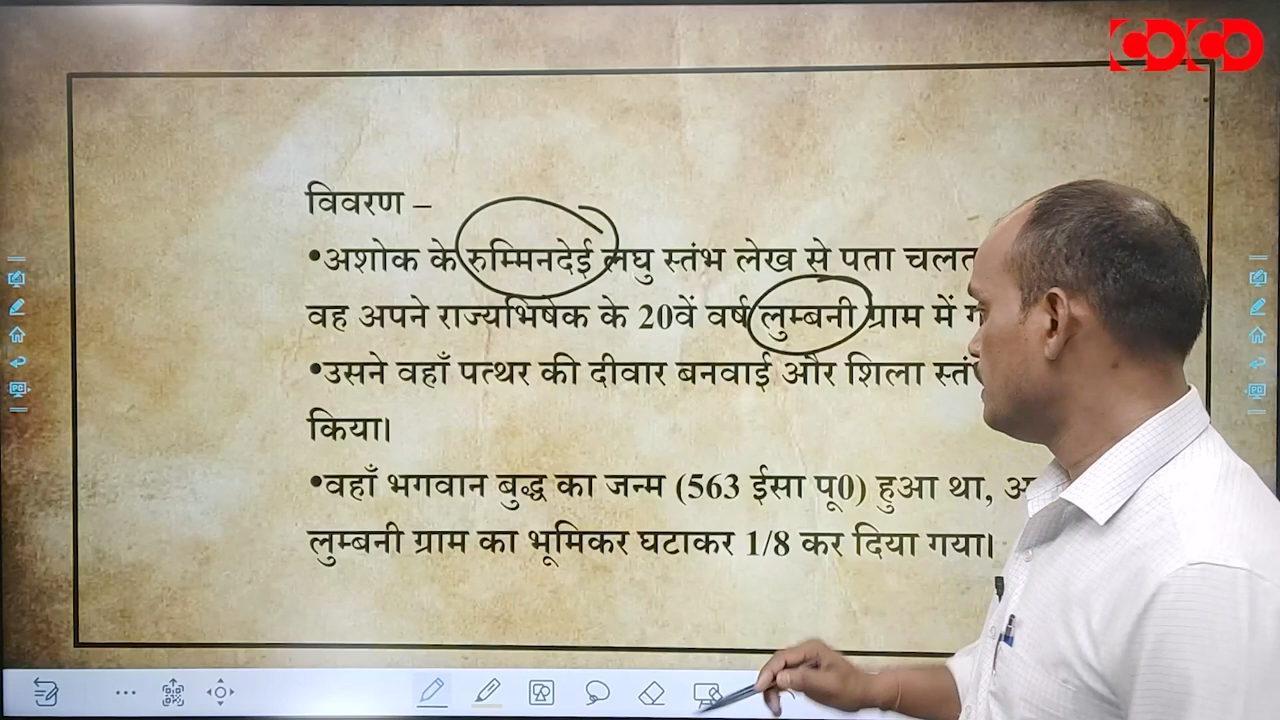 विवरण –
•अशोक के रुम्मिनदेई लघु स्तंभ लेख से पता
वह अपने राज्यभिषेक के 20वें वर्ष लुम्बनी ग्राम में
•उसने वहाँ पत्थर की दीवार बनवाई और शिला
किया।
•वहाँ भगवान बुद्ध का जन्म (563 ईसा पू0) हुआ था,
लुम्बनी ग्राम का भूमिकर घटाकर 1/8 कर दिया गया।